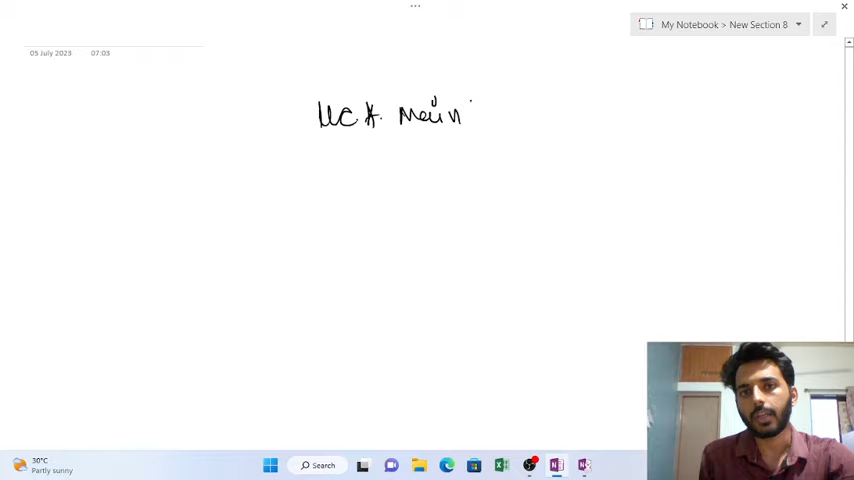 My Notebook > New Section 8
05 July 2023 07:03
30°C
Partly sunny
Search